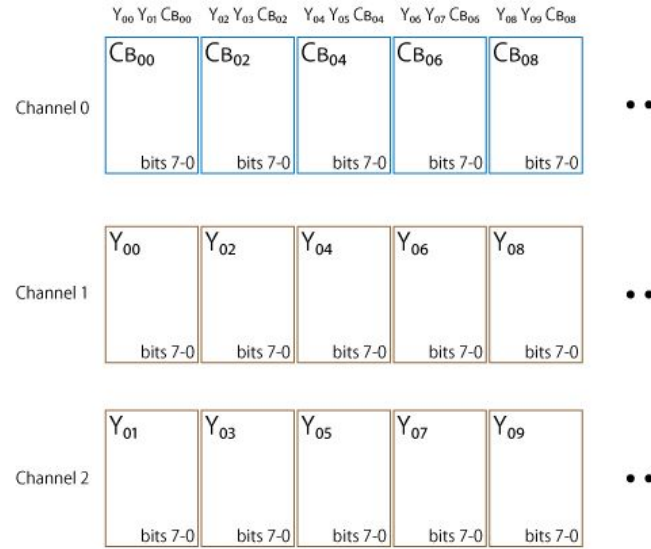 Y₀₀ Y₀₁ CB₀₀ Y₀₂ Y₀₃ CB₀₂ Y₀₄ Y₀₅ CB₀₄ Y₀₆ Y₀₇ CB₀₆ Y₀₈ Y₀₉ CB₀₈
CB₀₀ CB₀₂ CB₀₄ CB₀₆ CB₀₈
Channel 0
bits 7-0 bits 7-0 bits 7-0 bits 7-0 bits 7-0
Y₀₀ Y₀₂ Y₀₄ Y₀₆ Y₀₈
Channel 1
bits 7-0 bits 7-0 bits 7-0 bits 7-0 bits 7-0
Y₀₁ Y₀₃ Y₀₅ Y₀₇ Y₀₉
Channel 2
bits 7-0 bits 7-0 bits 7-0 bits 7-0 bits 7-0